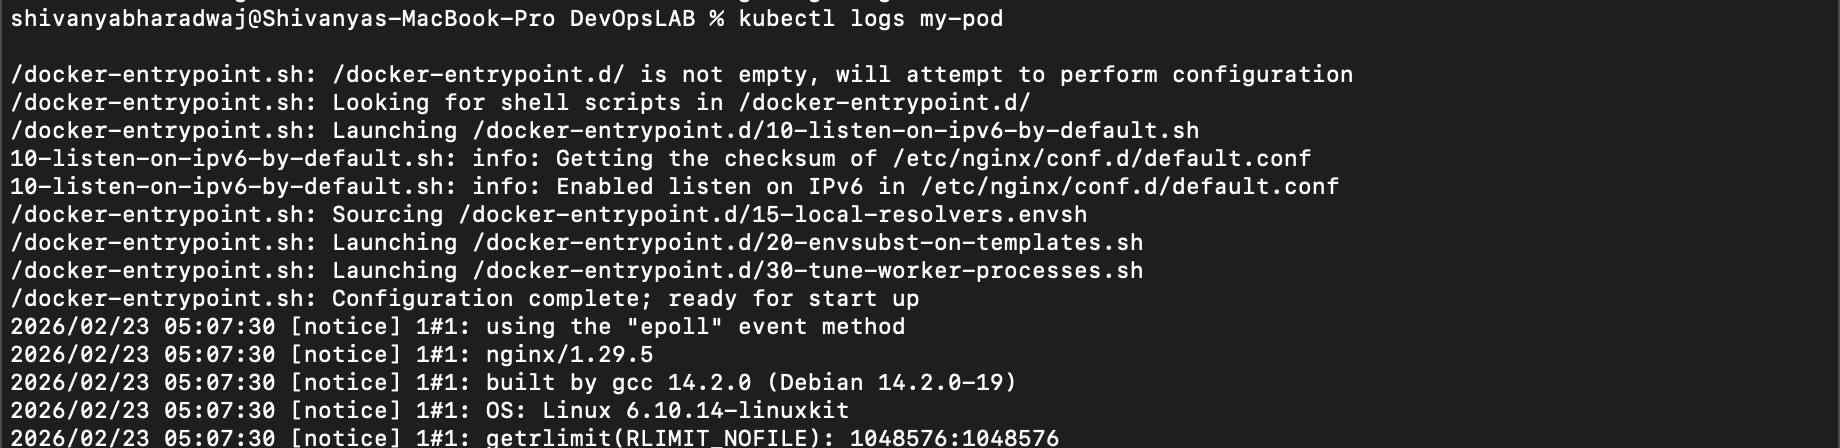 shivanyabharadwaj@Shivanyas-MacBook-Pro DevOpsLAB % kubectl logs my-pod
/docker-entrypoint.sh: /docker-entrypoint.d/ is not empty, will attempt to perform configuration
/docker-entrypoint.sh: Looking for shell scripts in /docker-entrypoint.d/
/docker-entrypoint.sh: Launching /docker-entrypoint.d/10-listen-on-ipv6-by-default.sh
10-listen-on-ipv6-by-default.sh: info: Getting the checksum of /etc/nginx/conf.d/default.conf
10-listen-on-ipv6-by-default.sh: info: Enabled listen on IPv6 in /etc/nginx/conf.d/default.conf
/docker-entrypoint.sh: Sourcing /docker-entrypoint.d/15-local-resolvers.envsh
/docker-entrypoint.sh: Launching /docker-entrypoint.d/20-envsubst-on-templates.sh
/docker-entrypoint.sh: Launching /docker-entrypoint.d/30-tune-worker-processes.sh
/docker-entrypoint.sh: Configuration complete; ready for start up
2026/02/23 05:07:30 [notice] 1#1: using the "epoll" event method
2026/02/23 05:07:30 [notice] 1#1: nginx/1.29.5
2026/02/23 05:07:30 [notice] 1#1: built by gcc 14.2.0 (Debian 14.2.0-19)
2026/02/23 05:07:30 [notice] 1#1: OS: Linux 6.10.14-linuxkit
2026/02/23 05:07:30 [notice] 1#1: getrlimit(RLIMIT_NOFILE): 1048576:1048576